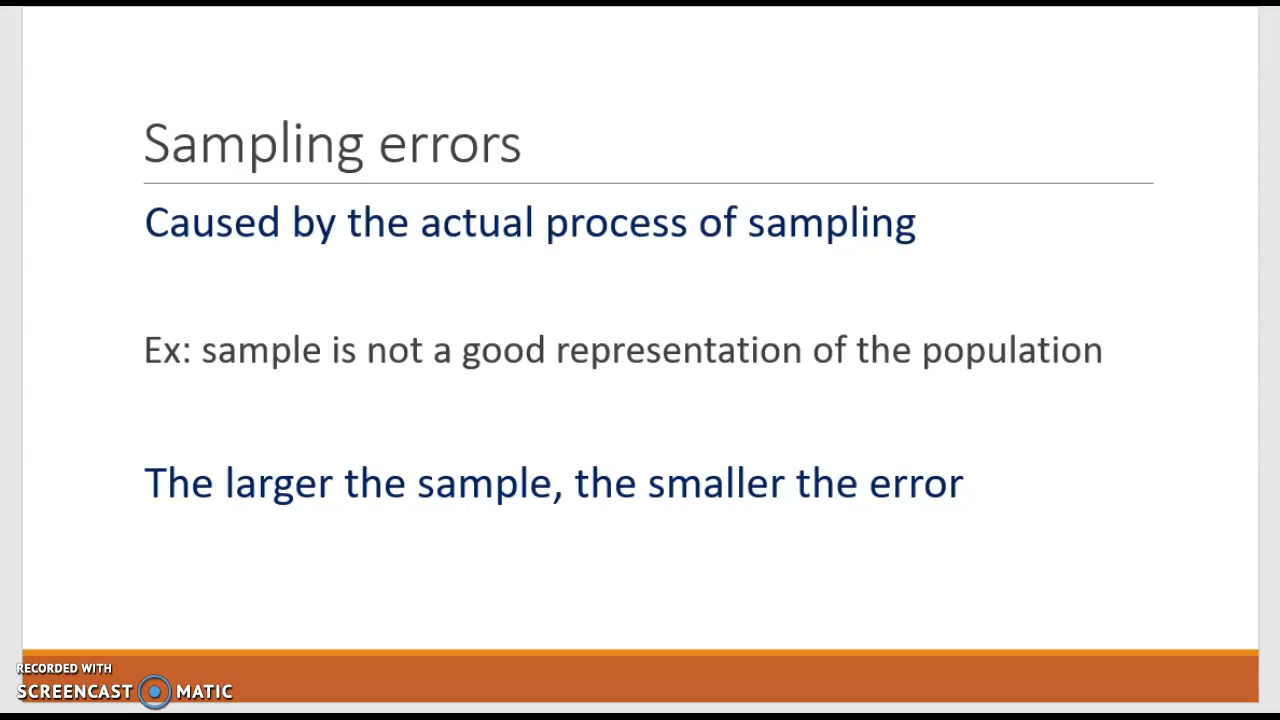 Sampling errors
Caused by the actual process of sampling
Ex: sample is not a good representation of the population
The larger the sample, the smaller the error
RECORDED WITH
SCREENCAST MATIC